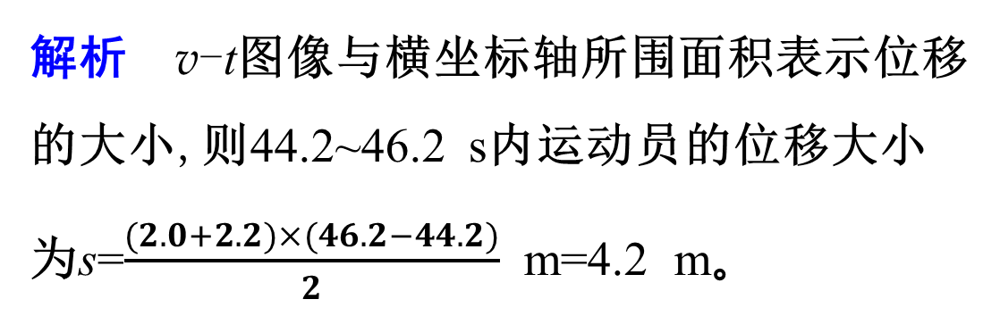 解析 v−t图像与横坐标轴所围面积表示位移
的大小,则44.2~46.2 s内运动员的位移大小
为s=\frac{(2.0+2.2)×(46.2−44.2)}{2} m=4.2 m。